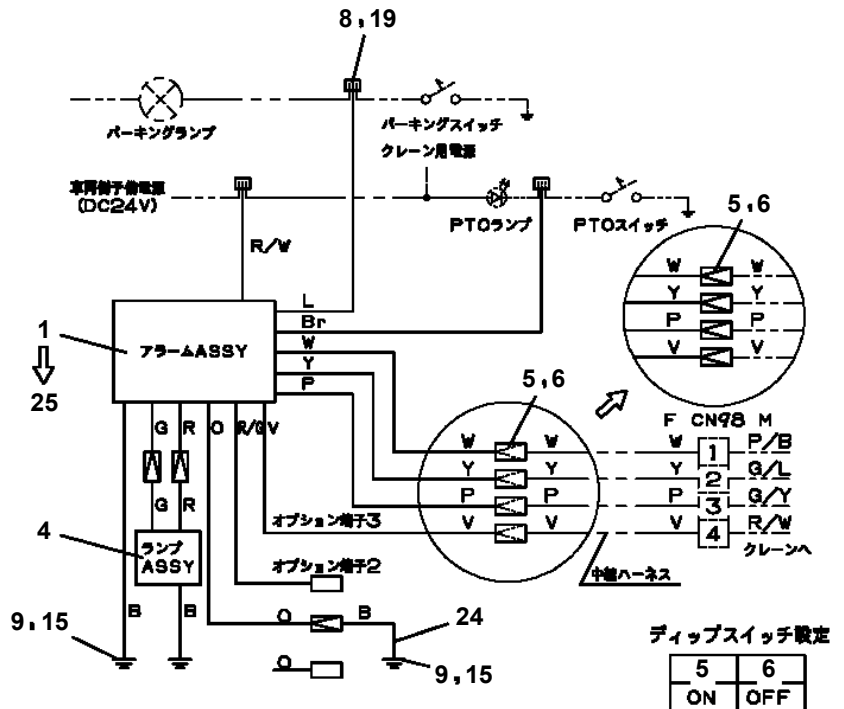 8,19
パーキングランプ
パーキングスイッチ
クレーン用電源
車両側予備電源
(DC24V)
PTOランプ
PTOスイッチ
5,6
R/W
W W
Y Y
P P
V V
L
Br
W
Y
P
1
アラームASSY
25
5,6
F CN98 M
G R O R/G V
W W W 1 P/B
Y Y Y 2 G/L
P P P 3 G/Y
V V V 4 R/W
クレーンへ
G R
オプション端子3
4
ランプ
ASSY
オプション端子2
中継ハーネス
B B
O B
24
9,15
9,15
O
ディップスイッチ設定
5 6
ON OFF